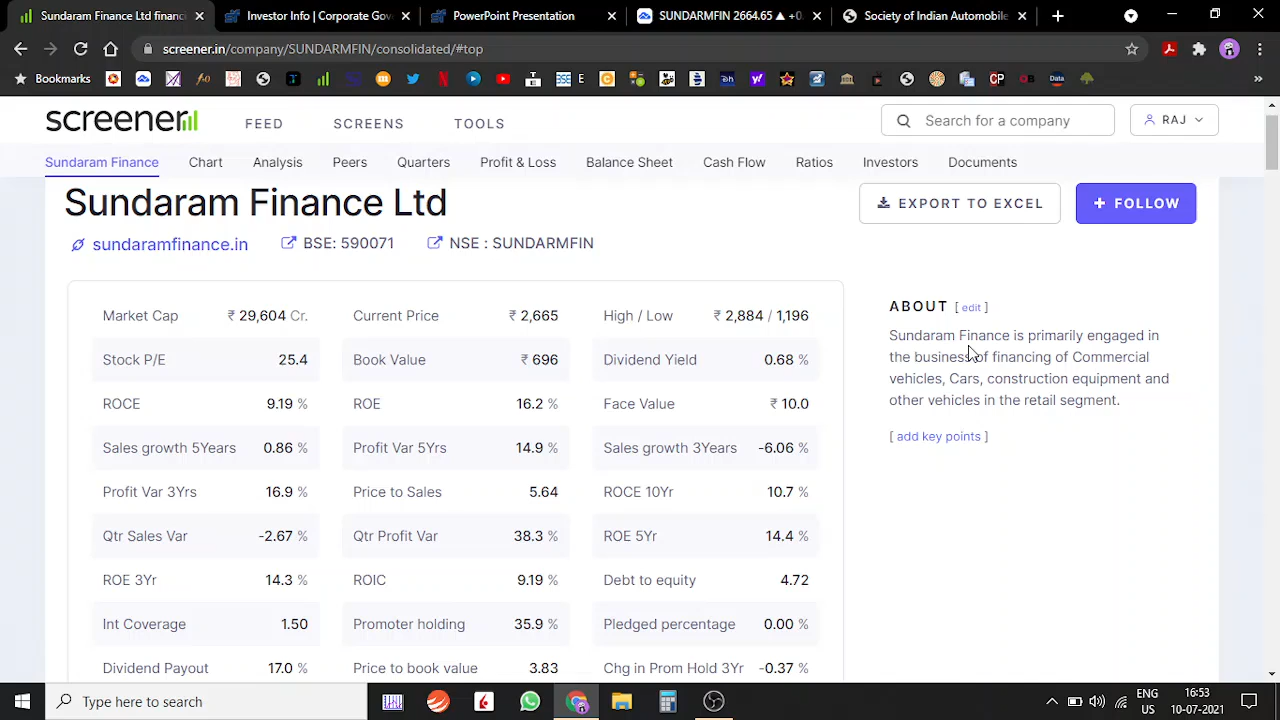 Sundaram Finance Ltd financ
Investor Info | Corporate Gov
PowerPoint Presentation
SUNDARMFIN 2664.65 ▲ +0.
Society of Indian Automobile
screener.in/company/SUNDARMFIN/consolidated/#top
Bookmarks
screener
FEED
SCREENS
TOOLS
Search for a company
RAJ
Sundaram Finance
Chart
Analysis
Peers
Quarters
Profit & Loss
Balance Sheet
Cash Flow
Ratios
Investors
Documents
Sundaram Finance Ltd
EXPORT TO EXCEL
+ FOLLOW
sundaramfinance.in
BSE: 590071
NSE : SUNDARMFIN
Market Cap ₹ 29,604 Cr.
Current Price ₹ 2,665
High / Low ₹ 2,884 / 1,196
Stock P/E 25.4
Book Value ₹ 696
Dividend Yield 0.68 %
ROCE 9.19 %
ROE 16.2 %
Face Value ₹ 10.0
Sales growth 5Years 0.86 %
Profit Var 5Yrs 14.9 %
Sales growth 3Years -6.06 %
Profit Var 3Yrs 16.9 %
Price to Sales 5.64
ROCE 10Yr 10.7 %
Qtr Sales Var -2.67 %
Qtr Profit Var 38.3 %
ROE 5Yr 14.4 %
ROE 3Yr 14.3 %
ROIC 9.19 %
Debt to equity 4.72
Int Coverage 1.50
Promoter holding 35.9 %
Pledged percentage 0.00 %
Dividend Payout 17.0 %
Price to book value 3.83
Chg in Prom Hold 3Yr -0.37 %
ABOUT [ edit ]
Sundaram Finance is primarily engaged in
the business of financing of Commercial
vehicles, Cars, construction equipment and
other vehicles in the retail segment.
[ add key points ]
Type here to search
ENG
US
16:53
10-07-2021